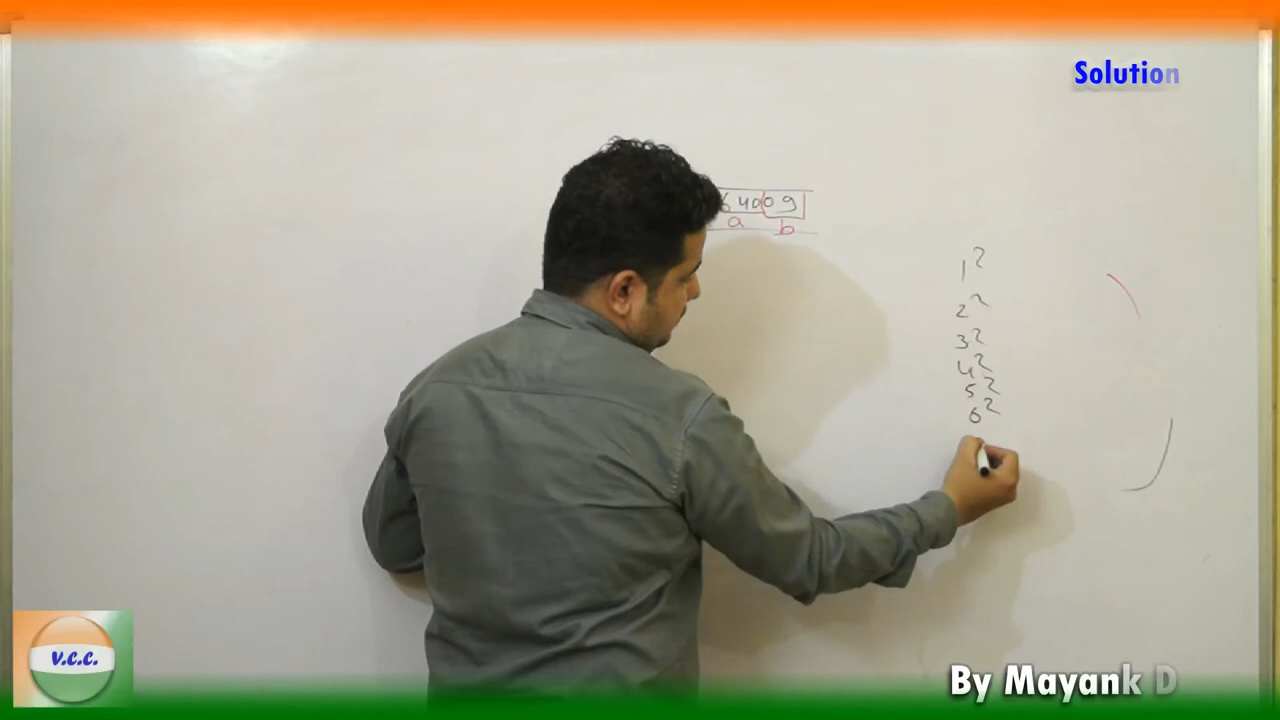 Solution
64009
a b
1²
2²
3²
4²
5²
6²
V.C.C.
By Mayank D